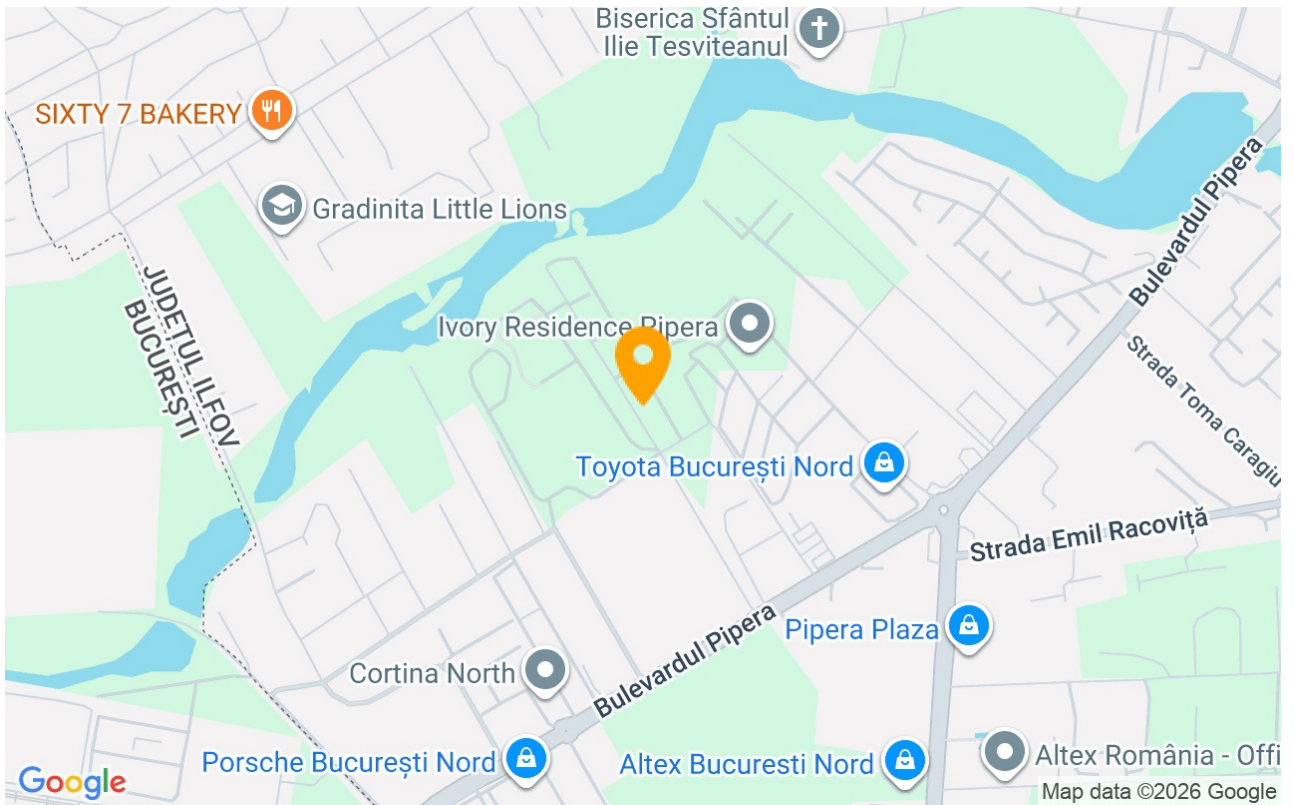 Biserica Sfântul
Ilie Tesviteanul
SIXTY 7 BAKERY
Gradinita Little Lions
Bulevardul Pipera
JUDEȚUL ILFOV
BUCUREȘTI
Ivory Residence Pipera
Strada Toma Caragiu
Toyota București Nord
Strada Emil Racoviță
Pipera Plaza
Bulevardul Pipera
Cortina North
Porsche București Nord
Altex Bucuresti Nord
Altex România - Offi
Google
Map data ©2026 Google